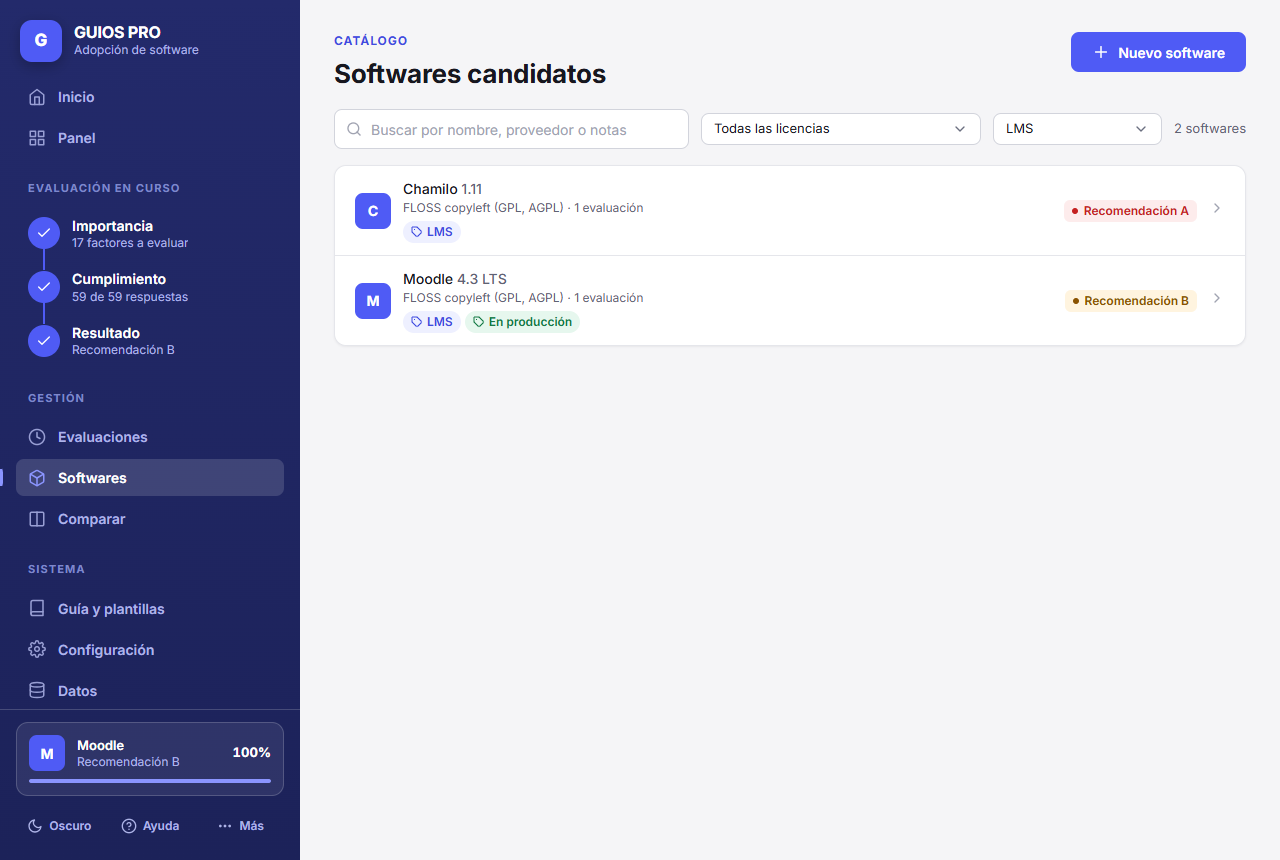 G
GUIOS PRO
Adopción de software
Inicio
Panel
EVALUACIÓN EN CURSO
Importancia
17 factores a evaluar
Cumplimiento
59 de 59 respuestas
Resultado
Recomendación B
GESTIÓN
Evaluaciones
Softwares
Comparar
SISTEMA
Guía y plantillas
Configuración
Datos
M
Moodle
Recomendación B
100%
Oscuro
Ayuda
Más
CATÁLOGO
Softwares candidatos
Nuevo software
Buscar por nombre, proveedor o notas
Todas las licencias
LMS
2 softwares
C
Chamilo 1.11
FLOSS copyleft (GPL, AGPL) · 1 evaluación
LMS
Recomendación A
M
Moodle 4.3 LTS
FLOSS copyleft (GPL, AGPL) · 1 evaluación
LMS
En producción
Recomendación B